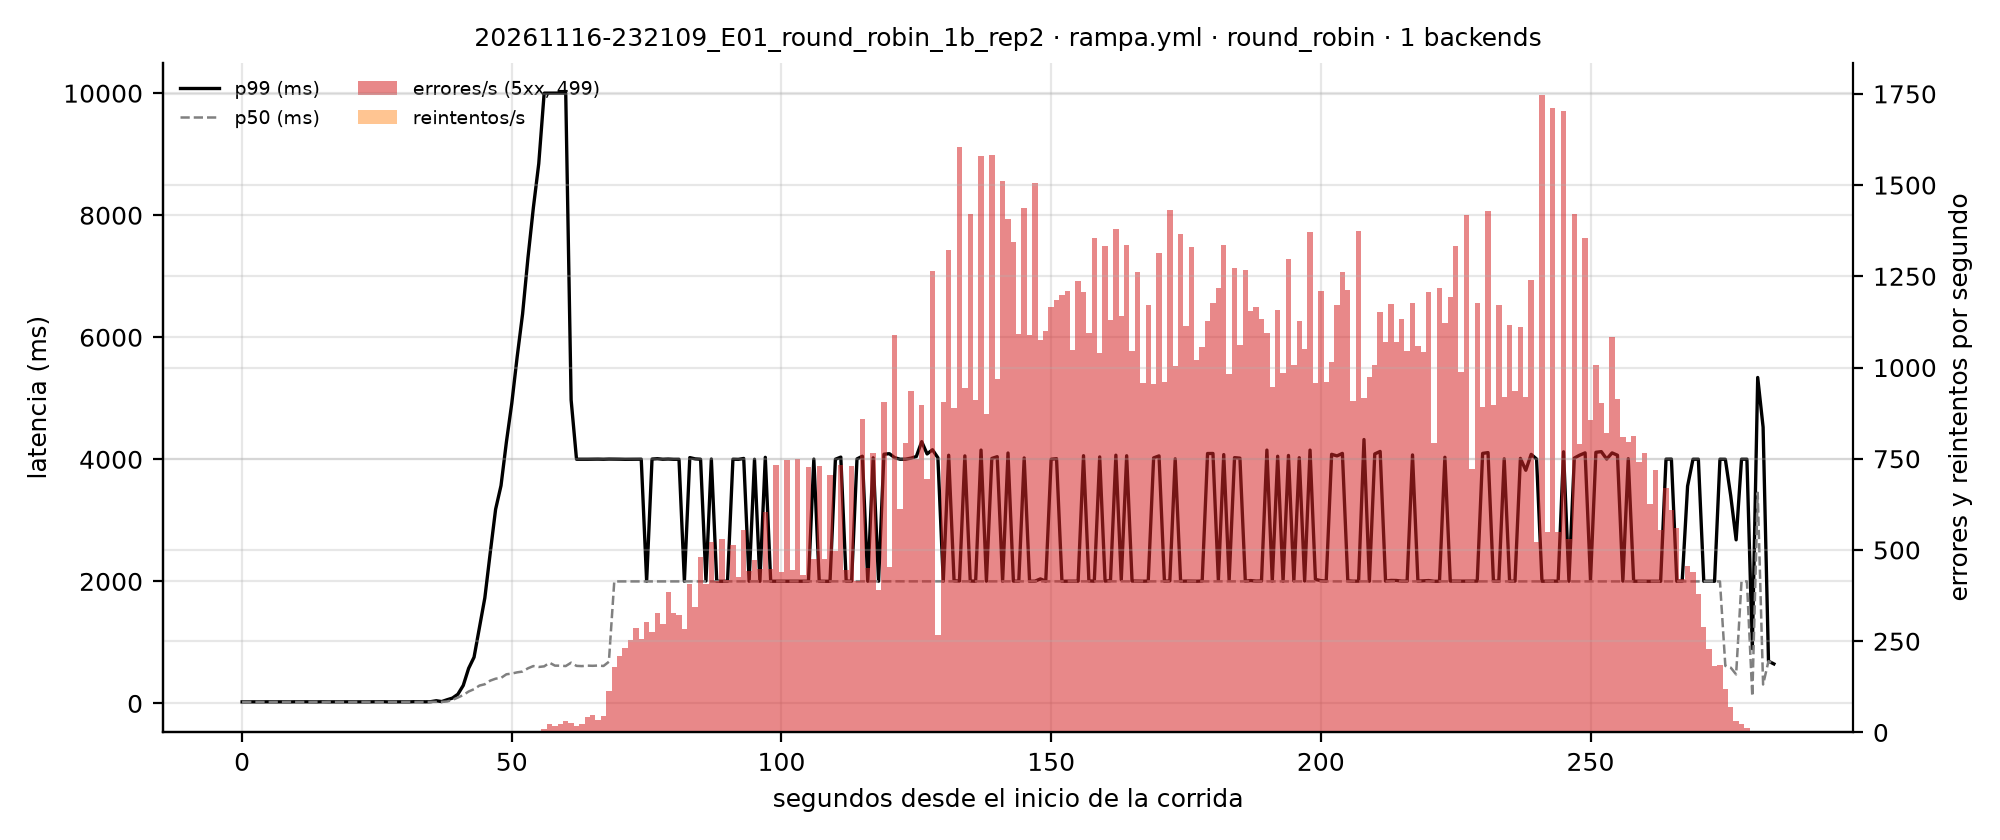 20261116-232109_E01_round_robin_1b_rep2 · rampa.yml · round_robin · 1 backends
p99 (ms)
p50 (ms)
errores/s (5xx, 499)
reintentos/s
latencia (ms)
10000
8000
6000
4000
2000
0
1750
1500
1250
1000
750
500
250
0
errores y reintentos por segundo
0 50 100 150 200 250
segundos desde el inicio de la corrida